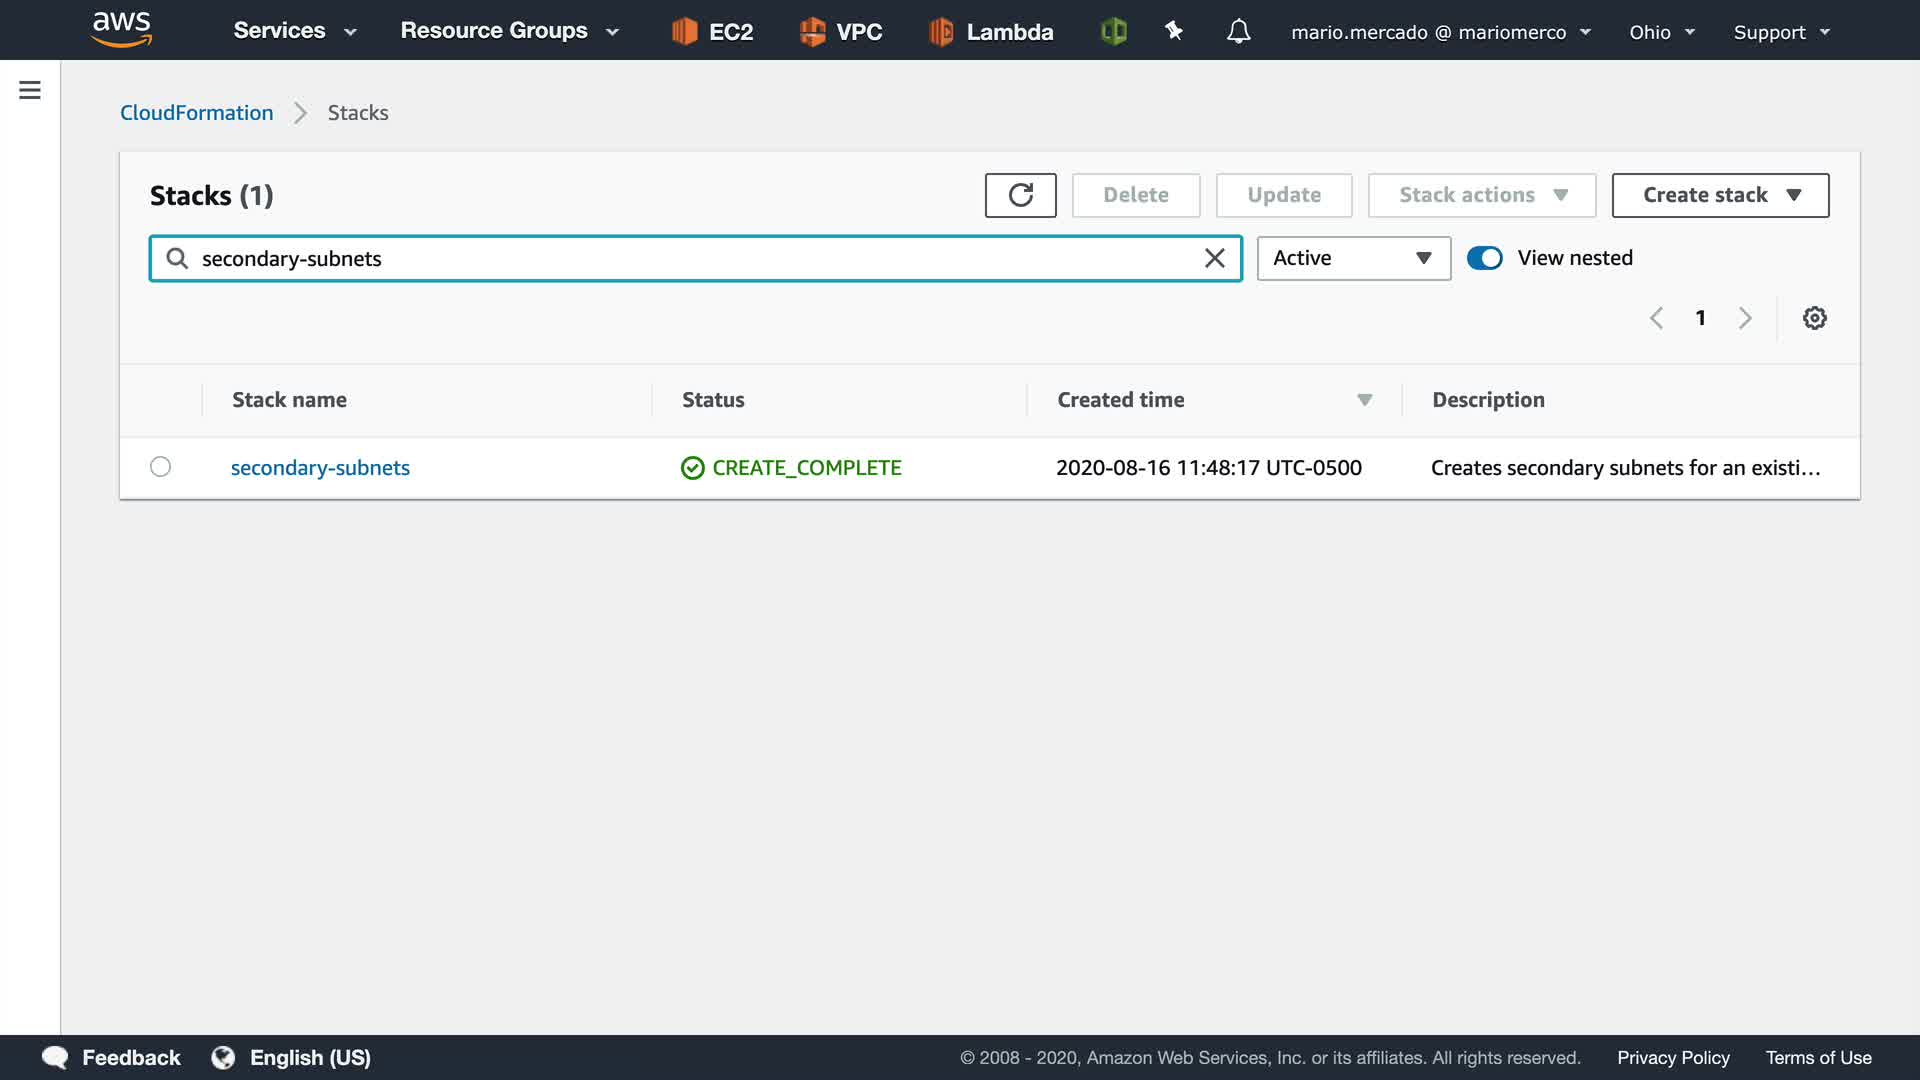 aws Services Resource Groups EC2 VPC Lambda mario.mercado @ mariomerco Ohio Support
CloudFormation Stacks
Stacks (1) Delete Update Stack actions Create stack
secondary-subnets Active View nested
1
Stack name Status Created time Description
secondary-subnets CREATE_COMPLETE 2020-08-16 11:48:17 UTC-0500 Creates secondary subnets for an existi...
Feedback English (US) © 2008 - 2020, Amazon Web Services, Inc. or its affiliates. All rights reserved. Privacy Policy Terms of Use